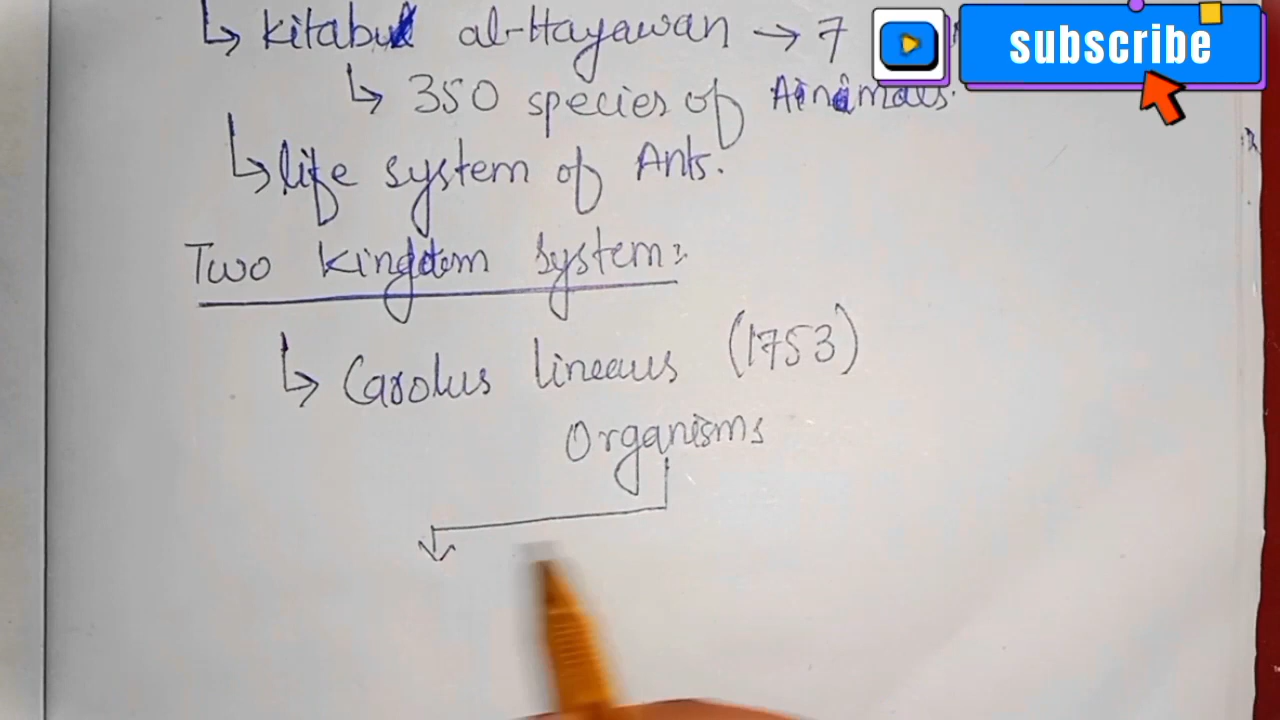 ↳ Kitabul al-Hayawan → 7
subscribe
↳ 350 species of Animals.
↳ life system of Ants.
Two kingdom system:
↳ Carolus lineaus (1753)
Organisms